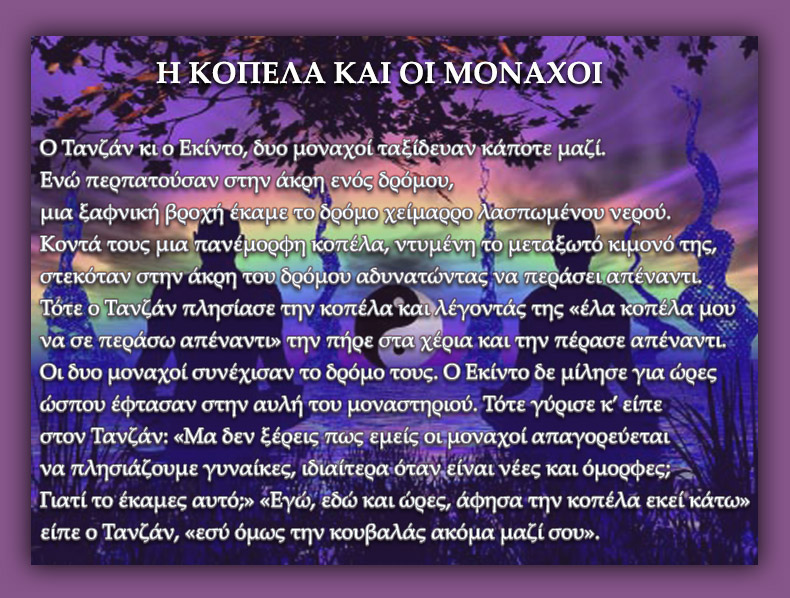 Η ΚΟΠΕΛΑ ΚΑΙ ΟΙ ΜΟΝΑΧΟΙ
Ο Τανζάν κι ο Εκίντο, δυο μοναχοί ταξίδευαν κάποτε μαζί.
Ενώ περπατούσαν στην άκρη ενός δρόμου,
μια ξαφνική βροχή έκαμε το δρόμο χείμαρρο λασπωμένου νερού.
Κοντά τους μια πανέμορφη κοπέλα, ντυμένη το μεταξωτό κιμονό της,
στεκόταν στην άκρη του δρόμου αδυνατώντας να περάσει απέναντι.
Τότε ο Τανζάν πλησίασε την κοπέλα και λέγοντάς της «έλα κοπέλα μου
να σε περάσω απέναντι» την πήρε στα χέρια και την πέρασε απέναντι.
Οι δυο μοναχοί συνέχισαν το δρόμο τους. Ο Εκίντο δε μίλησε για ώρες
ώσπου έφτασαν στην αυλή του μοναστηριού. Τότε γύρισε κ’ είπε
στον Τανζάν: «Μα δεν ξέρεις πως εμείς οι μοναχοί απαγορεύεται
να πλησιάζουμε γυναίκες, ιδιαίτερα όταν είναι νέες και όμορφες;
Γιατί το έκαμες αυτό;» «Εγώ, εδώ και ώρες, άφησα την κοπέλα εκεί κάτω»
είπε ο Τανζάν, «εσύ όμως την κουβαλάς ακόμα μαζί σου».